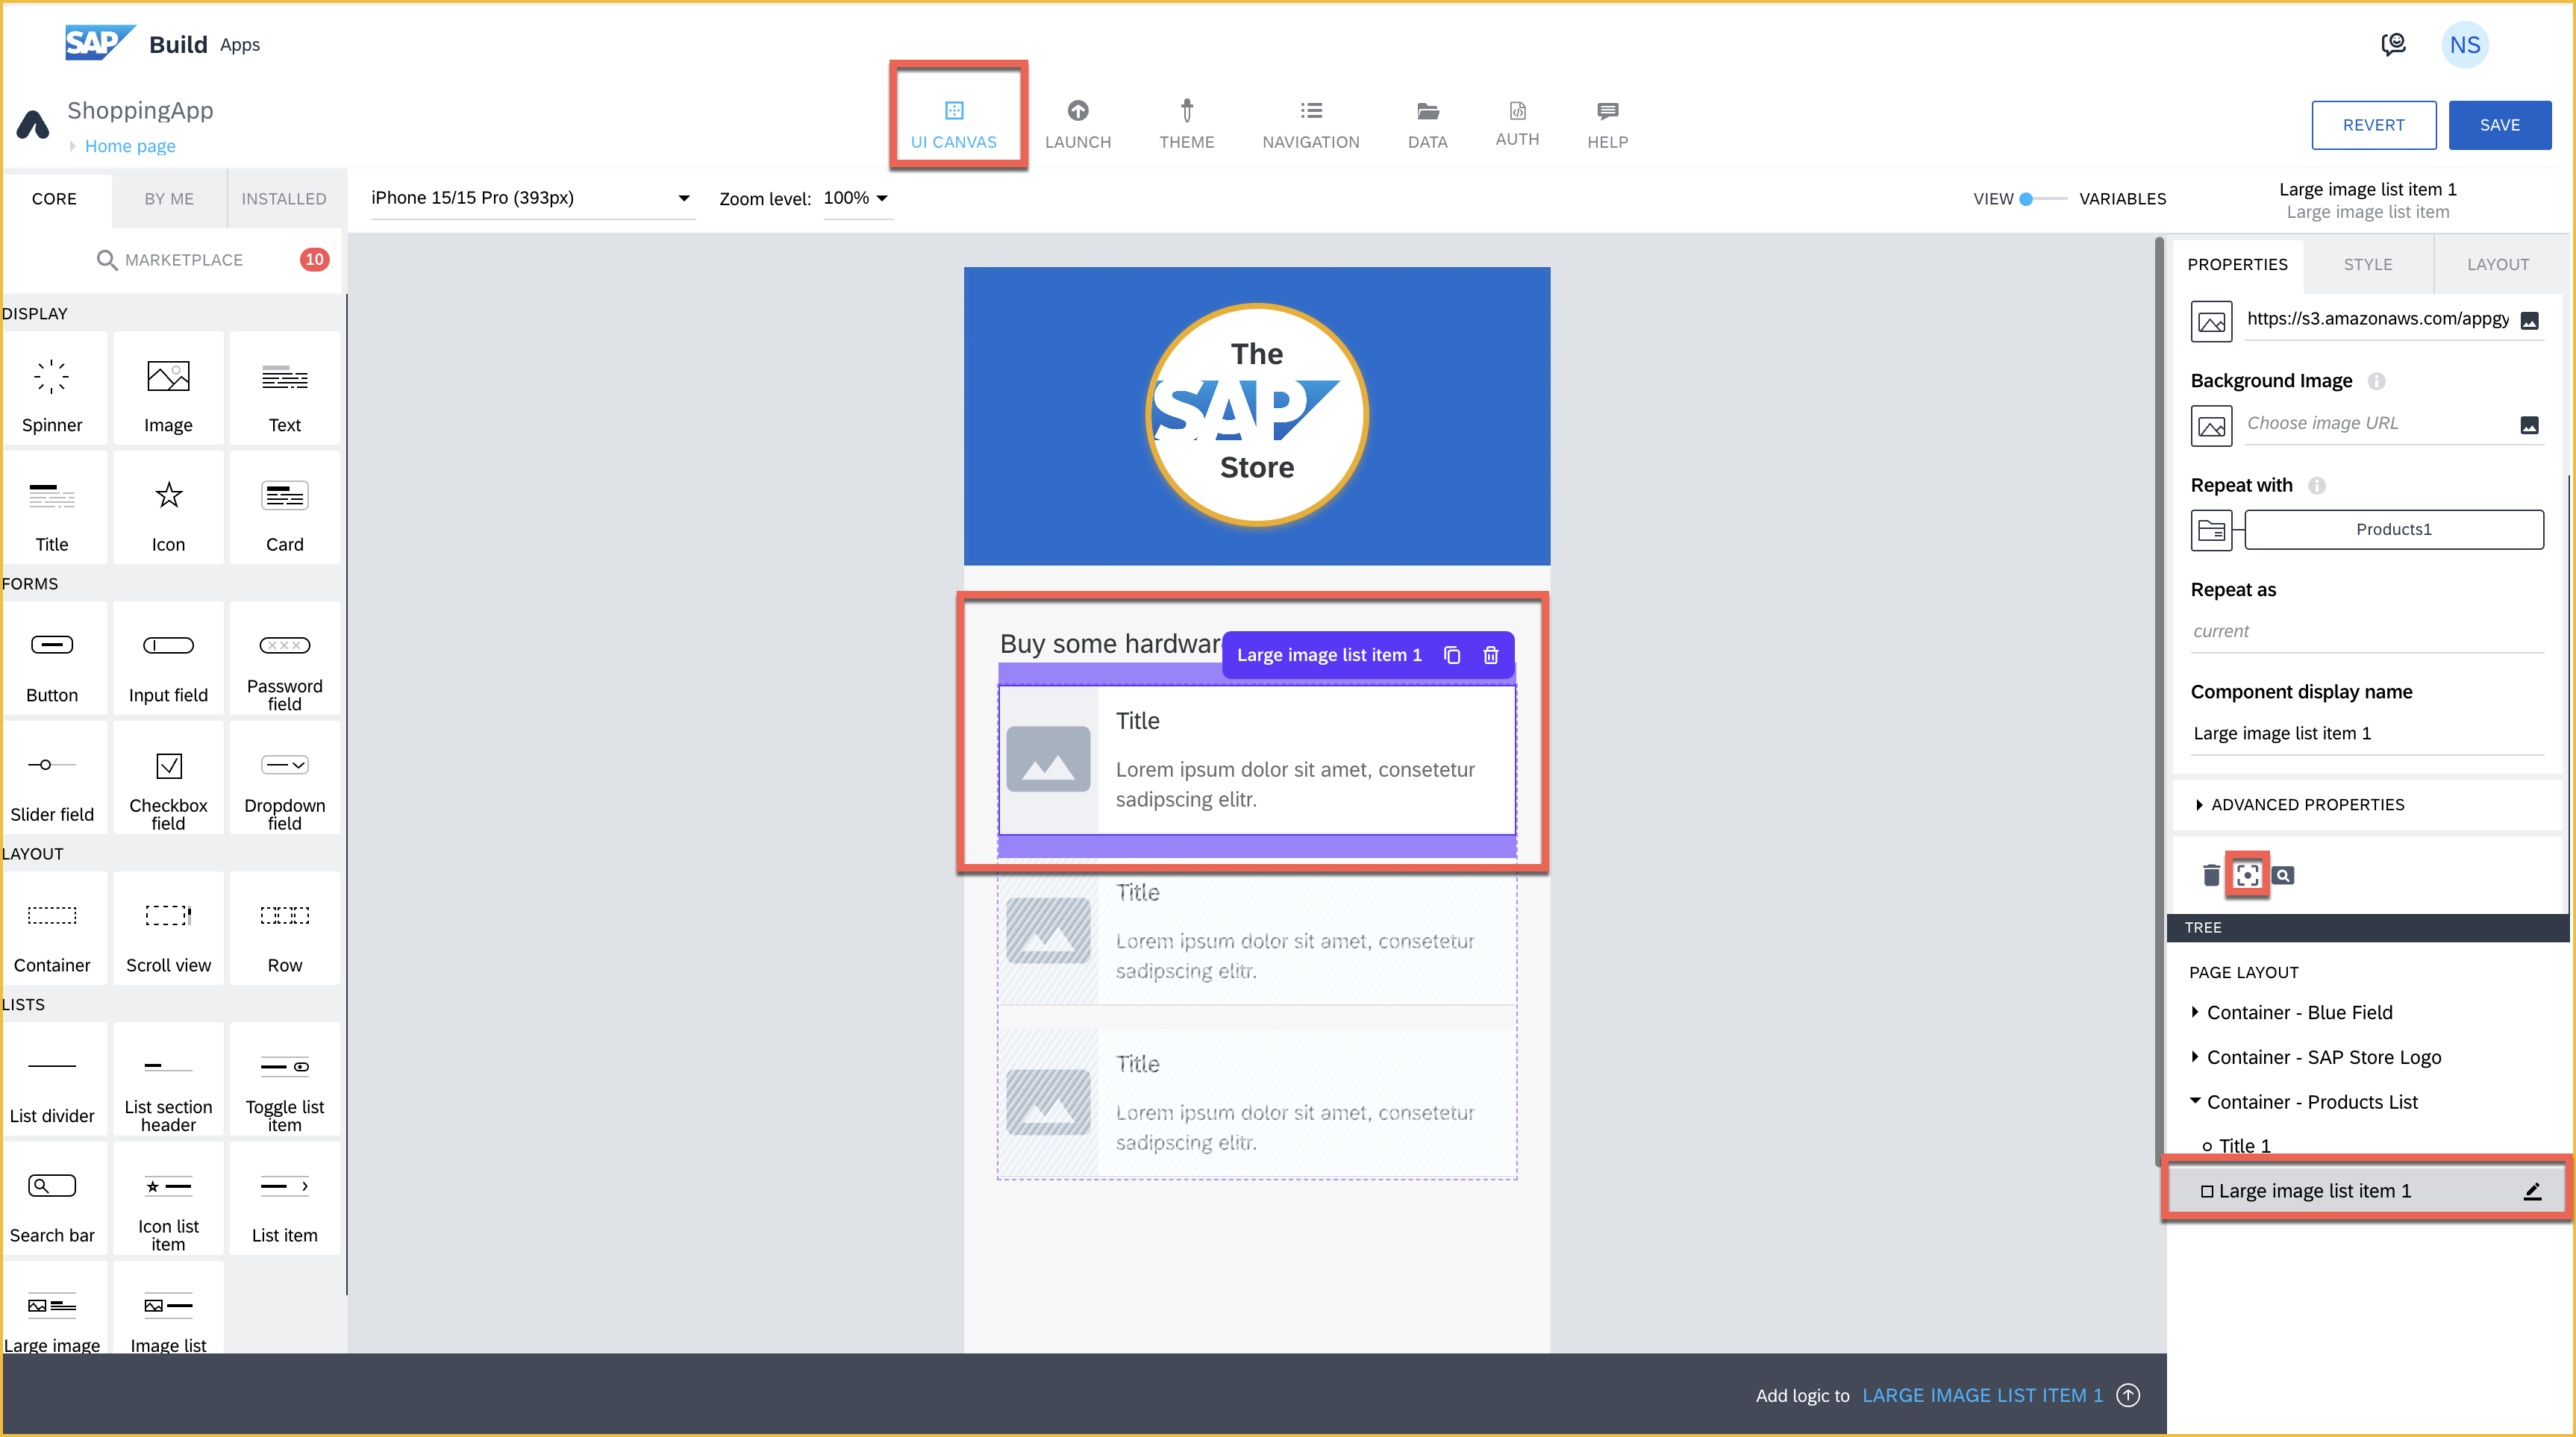 SAP Build Apps
NS
ShoppingApp
Home page
UI CANVAS
LAUNCH
THEME
NAVIGATION
DATA
AUTH
HELP
REVERT
SAVE
CORE
BY ME
INSTALLED
iPhone 15/15 Pro (393px)
Zoom level: 100%
VIEW
VARIABLES
Large image list item 1
Large image list item
MARKETPLACE
10
DISPLAY
Spinner
Image
Text
Title
Icon
Card
FORMS
Button
Input field
Password
field
Slider field
Checkbox
field
Dropdown
field
LAYOUT
Container
Scroll view
Row
LISTS
List divider
List section
header
Toggle list
item
Search bar
Icon list
item
List item
Large image
Image list
The
SAP
Store
Buy some hardwar
Large image list item 1
Title
Lorem ipsum dolor sit amet, consetetur
sadipscing elitr.
Title
Lorem ipsum dolor sit amet, consetetur
sadipscing elitr.
Title
Lorem ipsum dolor sit amet, consetetur
sadipscing elitr.
Add logic to LARGE IMAGE LIST ITEM 1
PROPERTIES
STYLE
LAYOUT
https://s3.amazonaws.com/appgy
Background Image
Choose image URL
Repeat with
Products1
Repeat as
current
Component display name
Large image list item 1
ADVANCED PROPERTIES
TREE
PAGE LAYOUT
Container - Blue Field
Container - SAP Store Logo
Container - Products List
Title 1
Large image list item 1